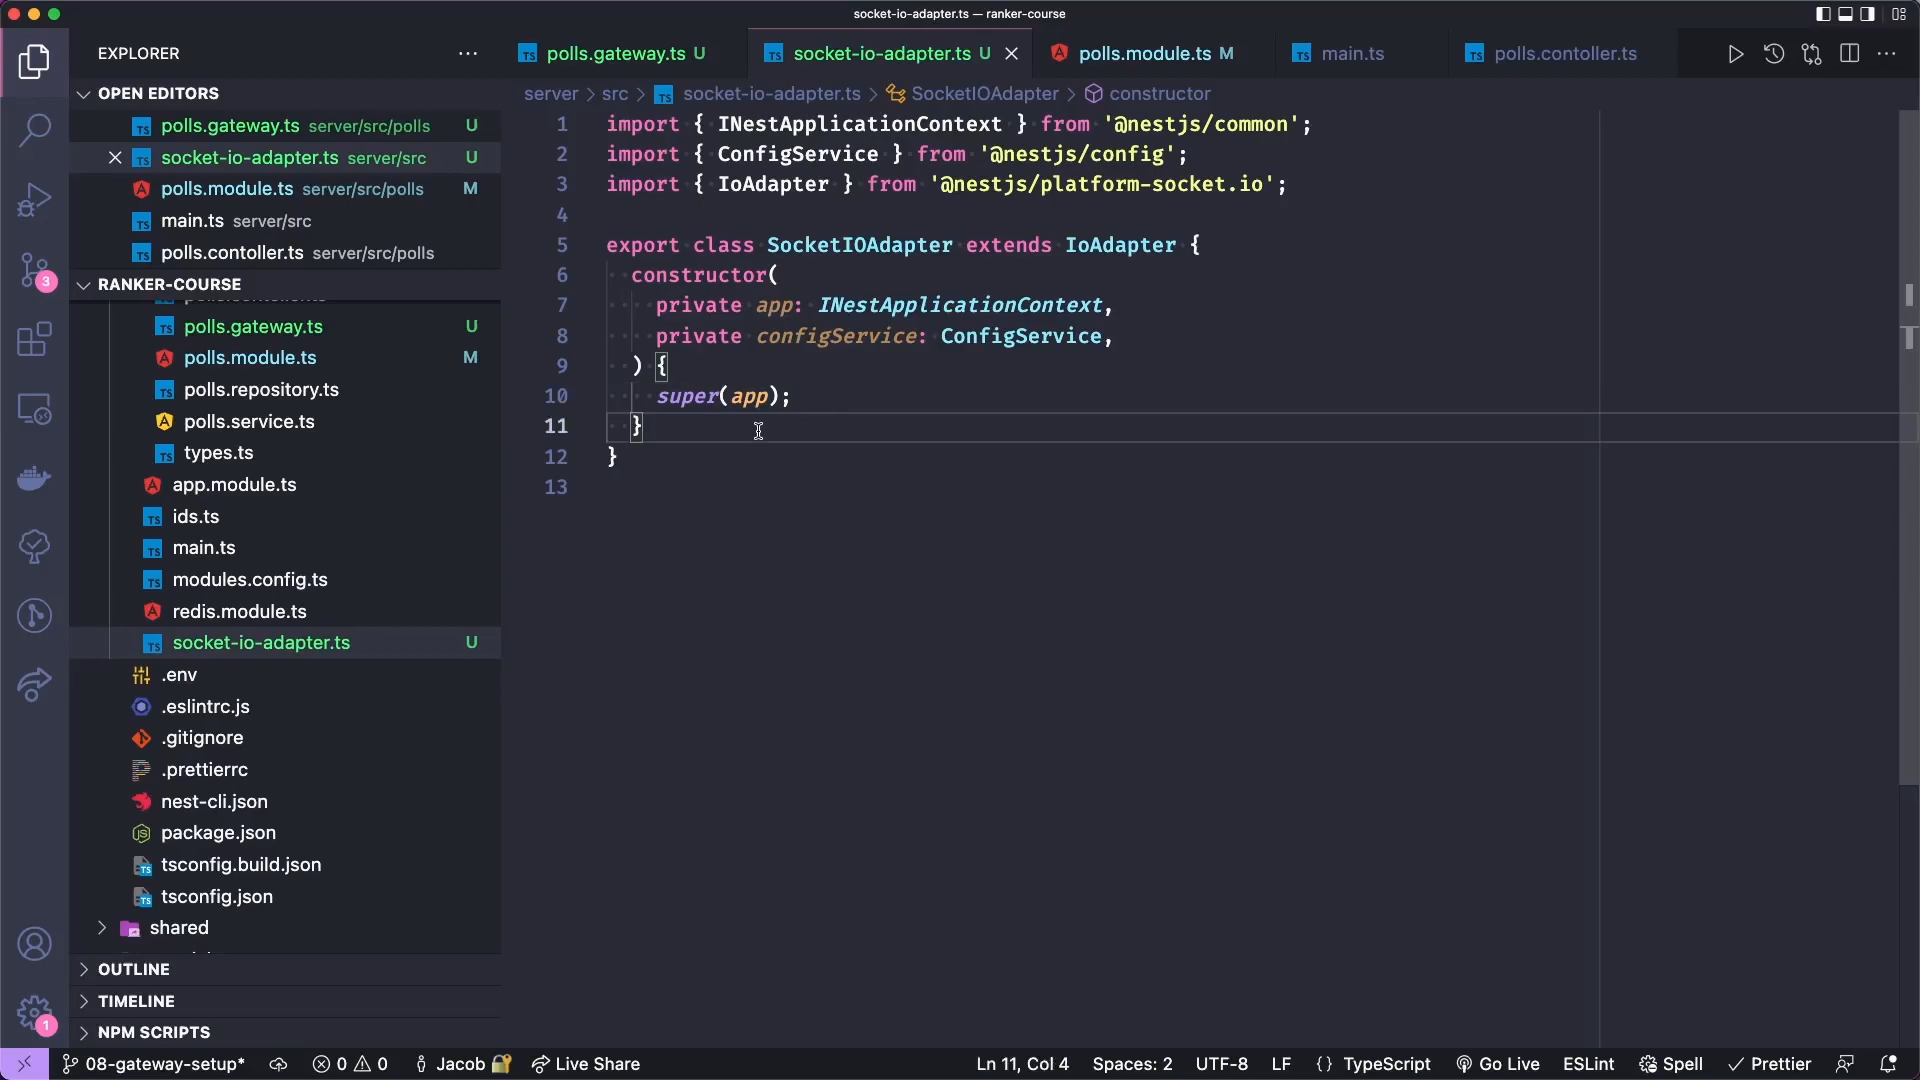 socket-io-adapter.ts — ranker-course
EXPLORER
polls.gateway.ts U
socket-io-adapter.ts U
polls.module.ts M
main.ts
polls.contoller.ts
OPEN EDITORS
polls.gateway.ts server/src/polls U
socket-io-adapter.ts server/src U
polls.module.ts server/src/polls M
main.ts server/src
polls.contoller.ts server/src/polls
RANKER-COURSE
polls.gateway.ts U
polls.module.ts M
polls.repository.ts
polls.service.ts
types.ts
app.module.ts
ids.ts
main.ts
modules.config.ts
redis.module.ts
socket-io-adapter.ts U
.env
.eslintrc.js
.gitignore
.prettierrc
nest-cli.json
package.json
tsconfig.build.json
tsconfig.json
shared
OUTLINE
TIMELINE
NPM SCRIPTS
3
1
server > src > TS socket-io-adapter.ts > SocketIOAdapter > constructor
1 import { INestApplicationContext } from '@nestjs/common';
2 import { ConfigService } from '@nestjs/config';
3 import { IoAdapter } from '@nestjs/platform-socket.io';
4
5 export class SocketIOAdapter extends IoAdapter {
6 constructor(
7 private app: INestApplicationContext,
8 private configService: ConfigService,
9 ) {
10 super(app);
11 }
12 }
13
08-gateway-setup* 0 0 Jacob Live Share Ln 11, Col 4 Spaces: 2 UTF-8 LF {} TypeScript Go Live ESLint Spell Prettier